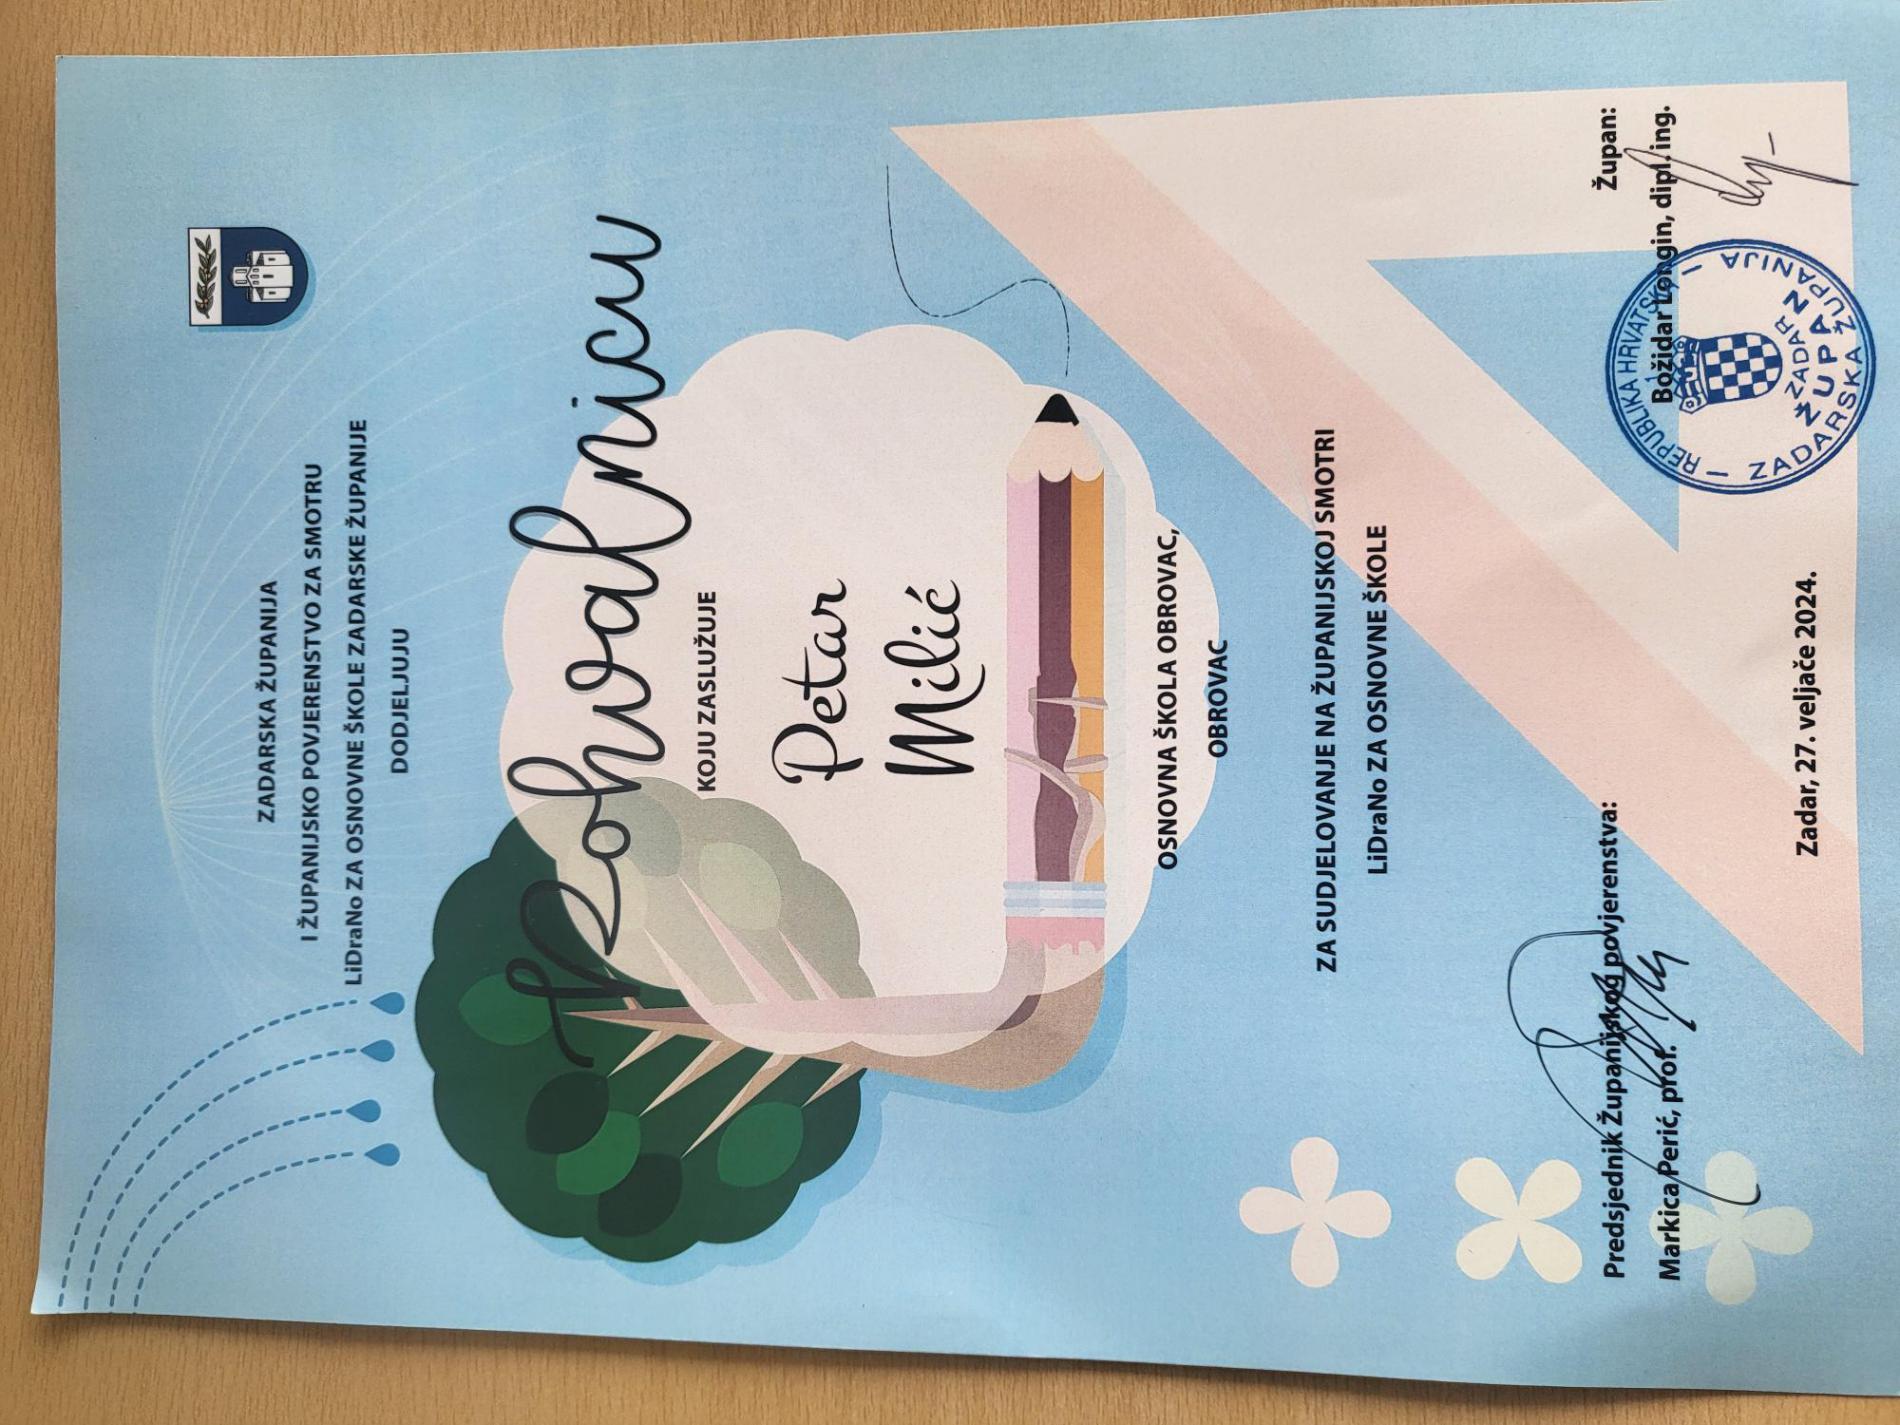 ZADARSKA ŽUPANIJA
I ŽUPANIJSKO POVJERENSTVO ZA SMOTRU
LiDraNo ZA OSNOVNE ŠKOLE ZADARSKE ŽUPANIJE
DODJELJUJU
Pohvalnicu
KOJU ZASLUŽUJE
Petar
Milić
OSNOVNA ŠKOLA OBROVAC,
OBROVAC
ZA SUDJELOVANJE NA ŽUPANIJSKOJ SMOTRI
LiDraNo ZA OSNOVNE ŠKOLE
Predsjednik Županijskog povjerenstva:
Markica Perić, prof.
Župan:
Božidar Longin, dipl. ing.
REPUBLIKA HRVATSKA
ZADARSKA ŽUPANIJA
ŽUPAN
ZADAR
1
Zadar, 27. veljače 2024.